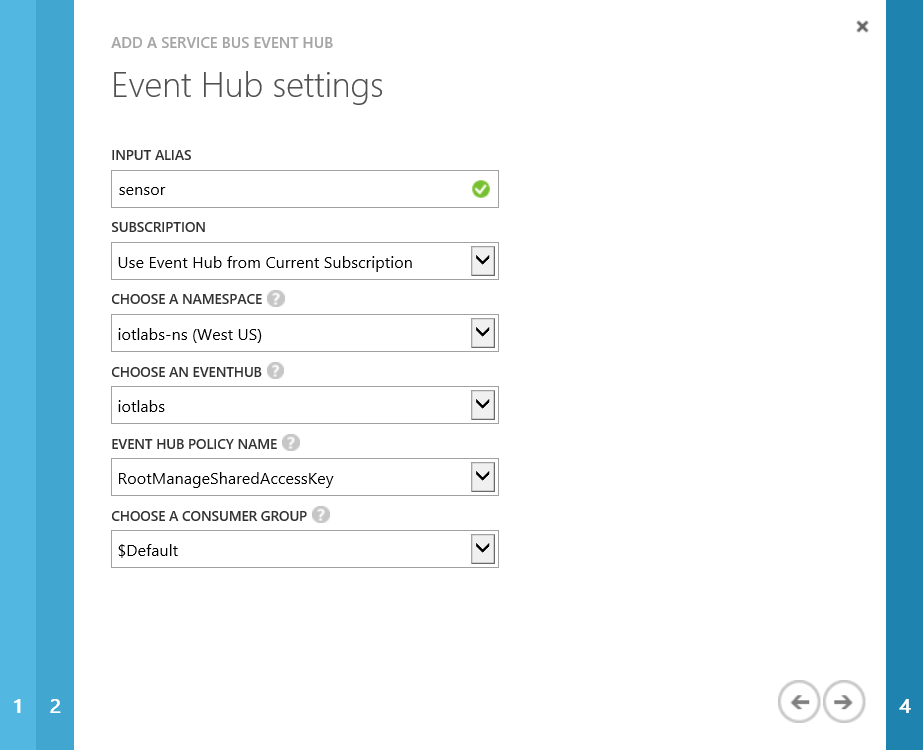 ADD A SERVICE BUS EVENT HUB
Event Hub settings
INPUT ALIAS
sensor
SUBSCRIPTION
Use Event Hub from Current Subscription
CHOOSE A NAMESPACE ?
iotlabs-ns (West US)
CHOOSE AN EVENTHUB ?
iotlabs
EVENT HUB POLICY NAME ?
RootManageSharedAccessKey
CHOOSE A CONSUMER GROUP ?
$Default
1 2 4